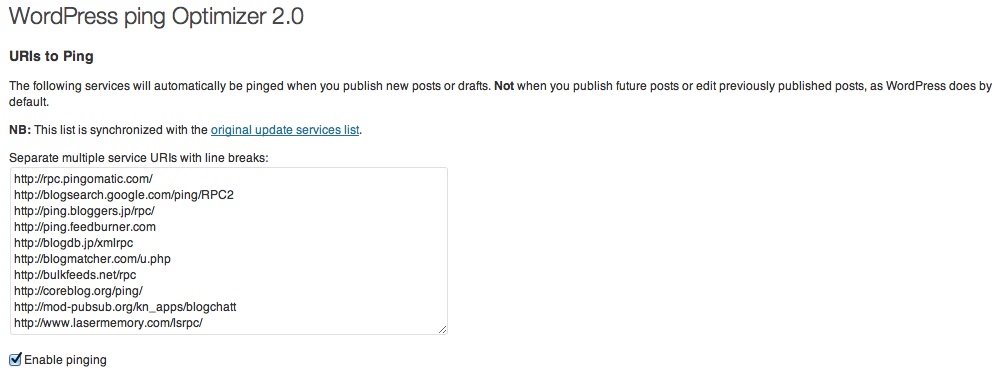 WordPress ping Optimizer 2.0
URIs to Ping
The following services will automatically be pinged when you publish new posts or drafts. Not when you publish future posts or edit previously published posts, as WordPress does by
default.
NB: This list is synchronized with the original update services list.
Separate multiple service URIs with line breaks:
http://rpc.pingomatic.com/
http://blogsearch.google.com/ping/RPC2
http://ping.bloggers.jp/rpc/
http://ping.feedburner.com
http://blogdb.jp/xmlrpc
http://blogmatcher.com/u.php
http://bulkfeeds.net/rpc
http://coreblog.org/ping/
http://mod-pubsub.org/kn_apps/blogchatt
http://www.lasermemory.com/lsrpc/
Enable pinging